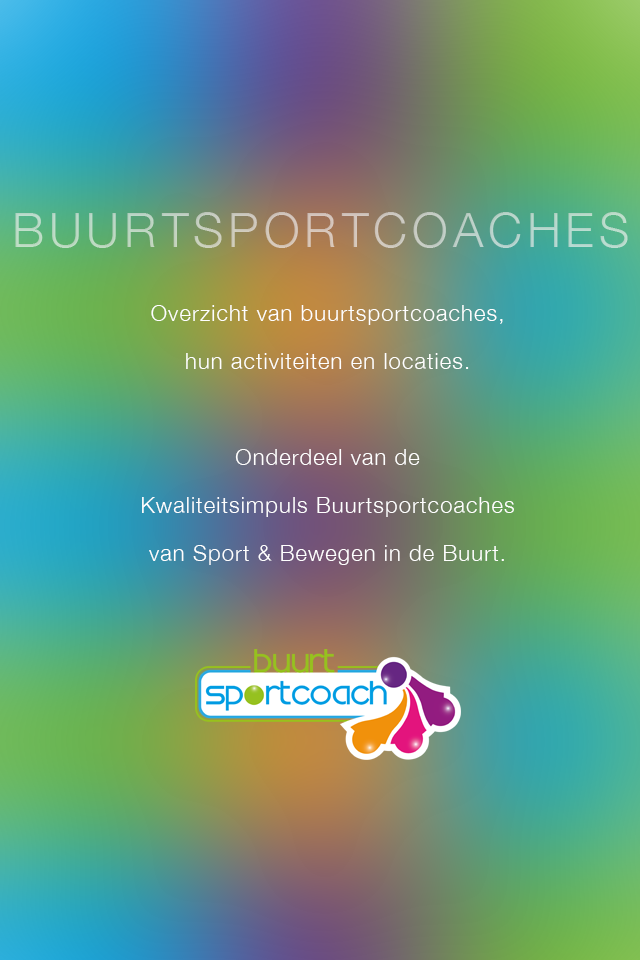 BUURTSPORTCOACHES
Overzicht van buurtsportcoaches,
hun activiteiten en locaties.
Onderdeel van de
Kwaliteitsimpuls Buurtsportcoaches
van Sport & Bewegen in de Buurt.
buurt
sportcoach